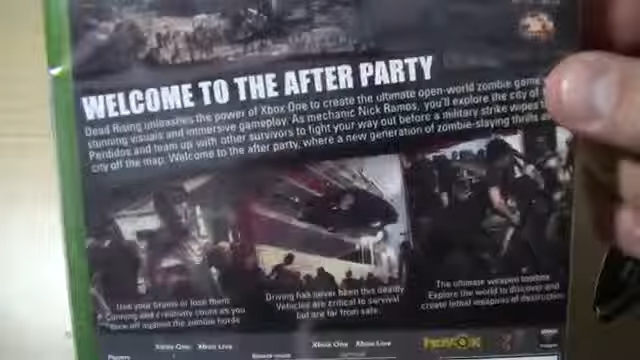 WELCOME TO THE AFTER PARTY
Dead Rising unleashes the power of Xbox One to create the ultimate open-world zombie game
stunning visuals and immersive gameplay. As mechanic Nick Ramos, you'll explore the city of
Perdidos and team up with other survivors to fight your way out before a military strike wipes
city off the map. Welcome to the after party, where a new generation of zombie-slaying thrills
Use your brains or lose them
Cunning and creativity count as you
face off against the zombie horde
Driving has never been this deadly
Vehicles are critical to survival
but are far from safe.
The ultimate weapon toolbox
Explore the world to discover and
create lethal weapons of destruction
Xbox One Xbox Live Xbox One Xbox Live
Players